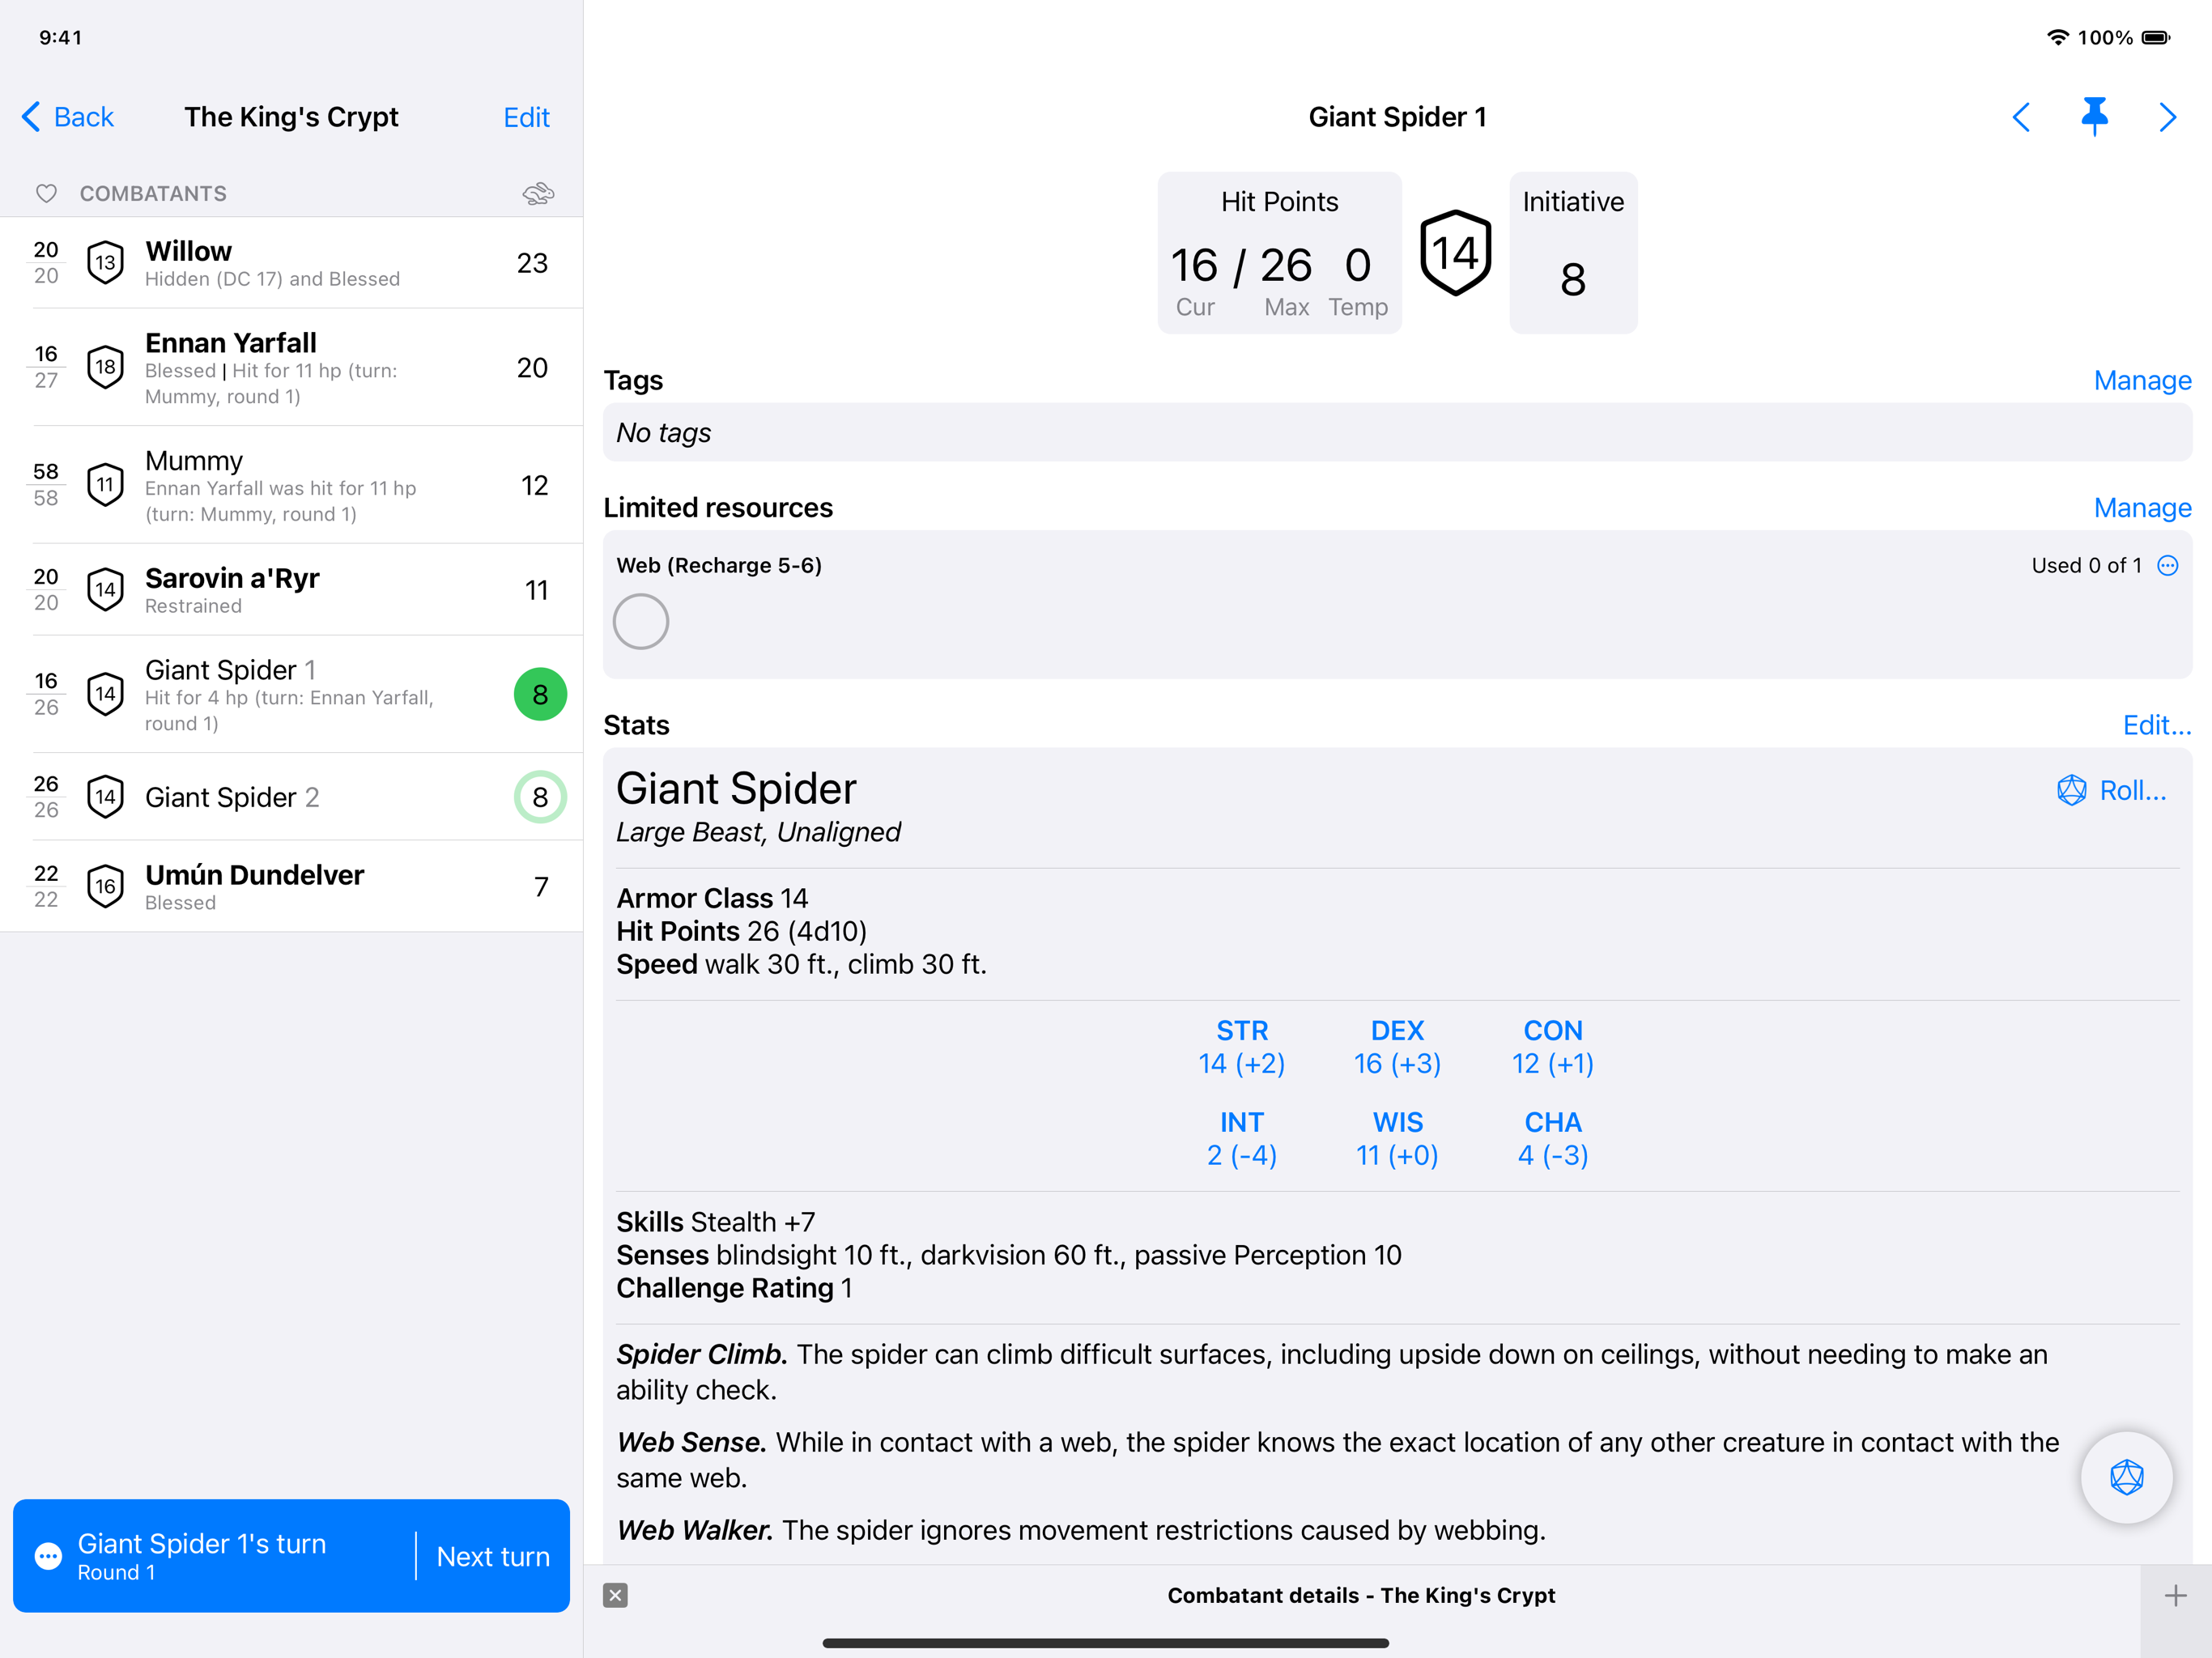 9:41
100%
Back
The King's Crypt
Edit
COMBATANTS
20
20
13
Willow
Hidden (DC 17) and Blessed
23
16
27
18
Ennan Yarfall
Blessed | Hit for 11 hp (turn:
Mummy, round 1)
20
58
58
11
Mummy
Ennan Yarfall was hit for 11 hp
(turn: Mummy, round 1)
12
20
20
14
Sarovin a'Ryr
Restrained
11
16
26
14
Giant Spider 1
Hit for 4 hp (turn: Ennan Yarfall,
round 1)
8
26
26
14
Giant Spider 2
8
22
22
16
Umún Dundelver
Blessed
7
Giant Spider 1's turn
Round 1
Next turn
Giant Spider 1
Hit Points
16 / 26 0
Cur Max Temp
14
Initiative
8
Tags
Manage
No tags
Limited resources
Manage
Web (Recharge 5-6)
Used 0 of 1
Stats
Edit...
Giant Spider
Roll...
Large Beast, Unaligned
Armor Class 14
Hit Points 26 (4d10)
Speed walk 30 ft., climb 30 ft.
STR DEX CON
14 (+2) 16 (+3) 12 (+1)
INT WIS CHA
2 (-4) 11 (+0) 4 (-3)
Skills Stealth +7
Senses blindsight 10 ft., darkvision 60 ft., passive Perception 10
Challenge Rating 1
Spider Climb. The spider can climb difficult surfaces, including upside down on ceilings, without needing to make an
ability check.
Web Sense. While in contact with a web, the spider knows the exact location of any other creature in contact with the
same web.
Web Walker. The spider ignores movement restrictions caused by webbing.
Combatant details - The King's Crypt